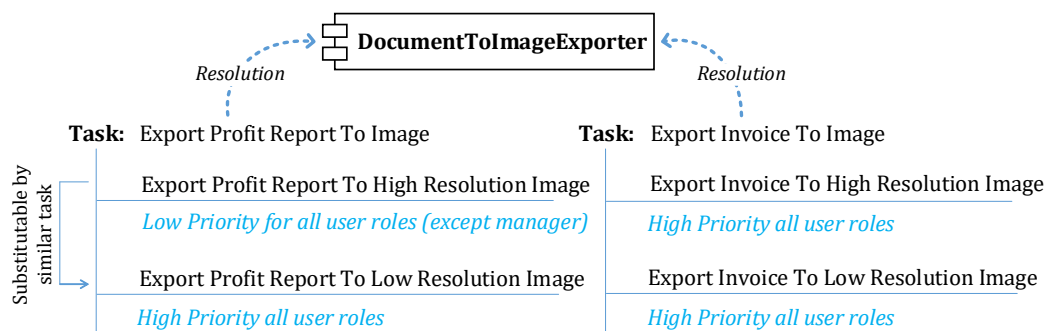 DocumentToImageExporter
Resolution
Resolution
Task: Export Profit Report To Image
Substitutable by
similar task
Export Profit Report To High Resolution Image
Low Priority for all user roles (except manager)
Export Profit Report To Low Resolution Image
High Priority all user roles
Task: Export Invoice To Image
Export Invoice To High Resolution Image
High Priority all user roles
Export Invoice To Low Resolution Image
High Priority all user roles